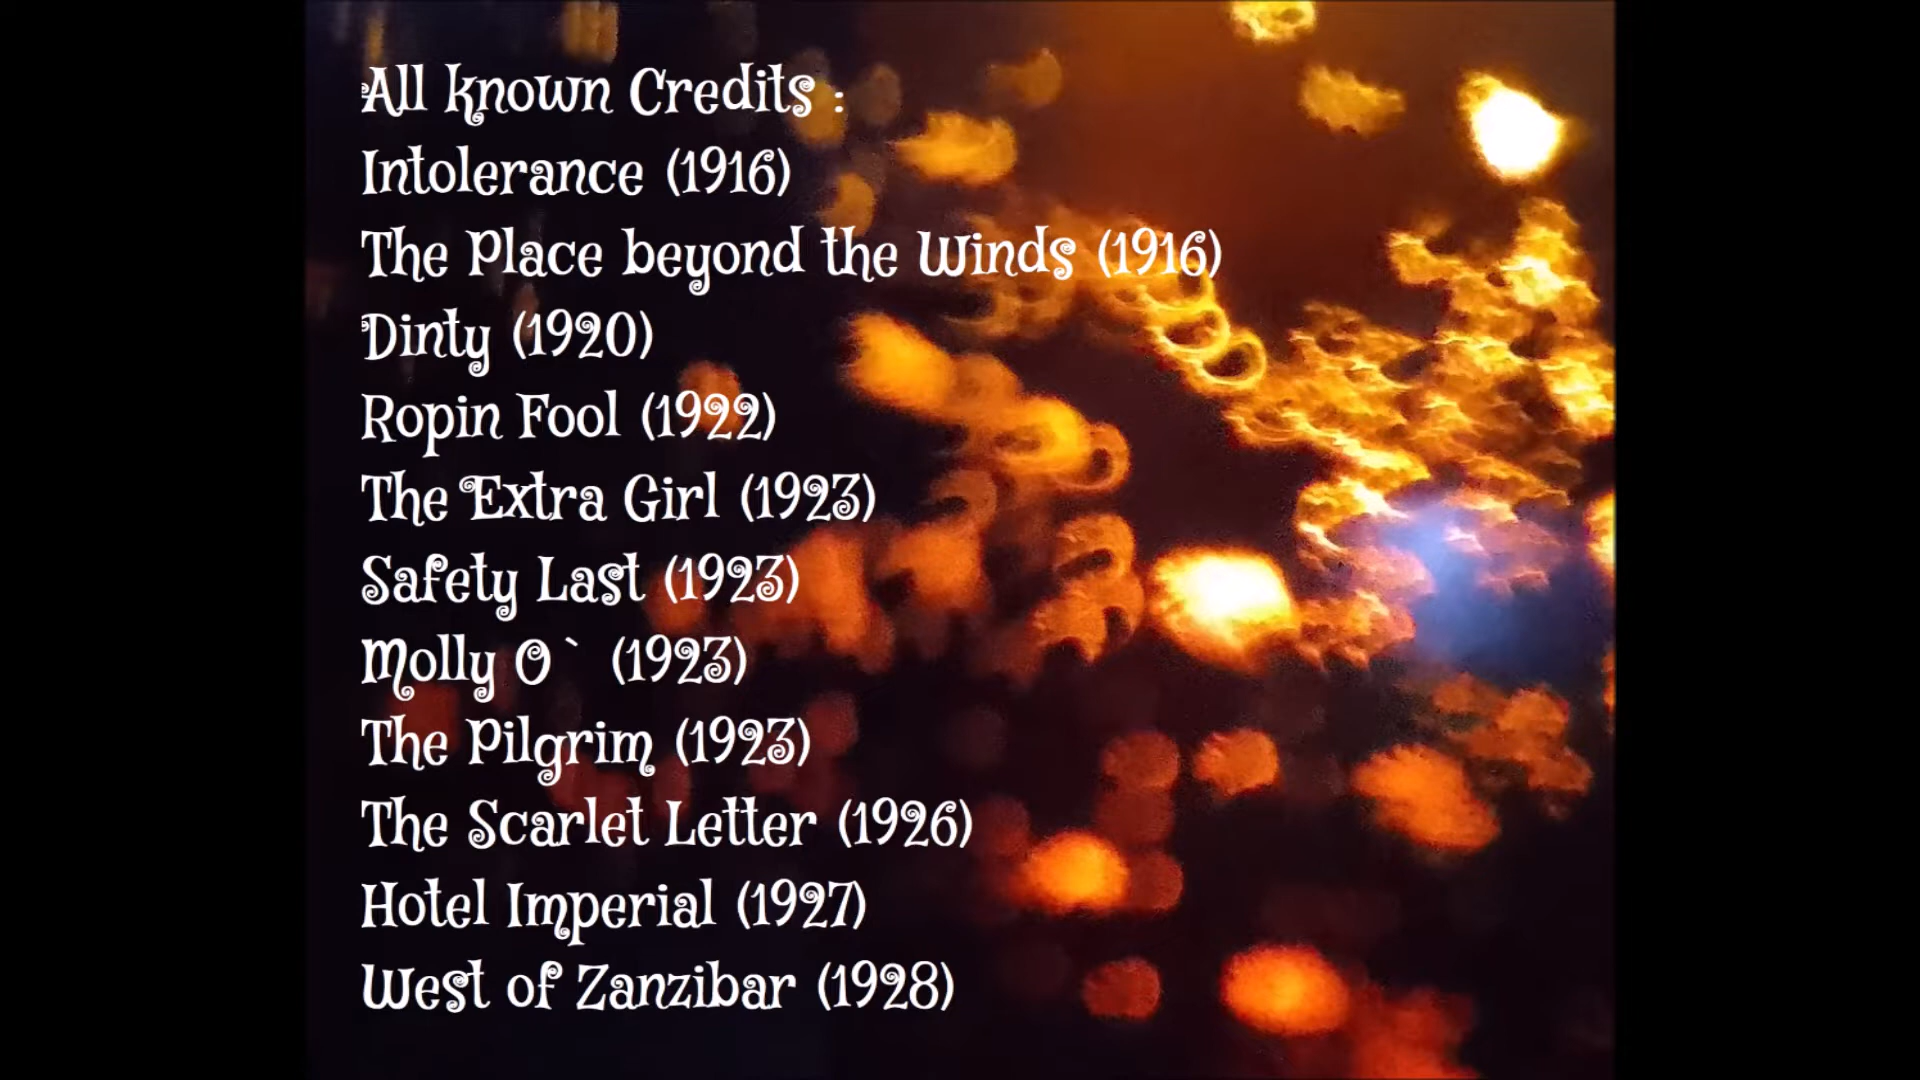 All known Credits :
Intolerance (1916)
The Place beyond the Winds (1916)
Dinty (1920)
Ropin Fool (1922)
The Extra Girl (1923)
Safety Last (1923)
Molly O` (1923)
The Pilgrim (1923)
The Scarlet Letter (1926)
Hotel Imperial (1927)
West of Zanzibar (1928)